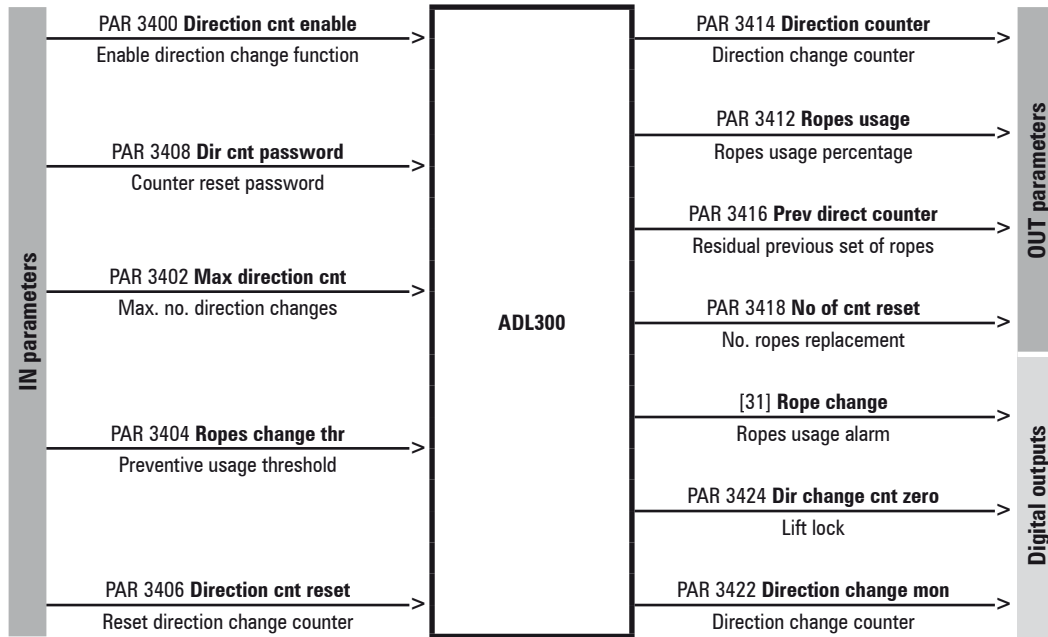 IN parameters
PAR 3400 Direction cnt enable
Enable direction change function
PAR 3408 Dir cnt password
Counter reset password
PAR 3402 Max direction cnt
Max. no. direction changes
PAR 3404 Ropes change thr
Preventive usage threshold
PAR 3406 Direction cnt reset
Reset direction change counter
ADL300
PAR 3414 Direction counter
Direction change counter
PAR 3412 Ropes usage
Ropes usage percentage
PAR 3416 Prev direct counter
Residual previous set of ropes
PAR 3418 No of cnt reset
No. ropes replacement
[31] Rope change
Ropes usage alarm
PAR 3424 Dir change cnt zero
Lift lock
PAR 3422 Direction change mon
Direction change counter
OUT parameters
Digital outputs